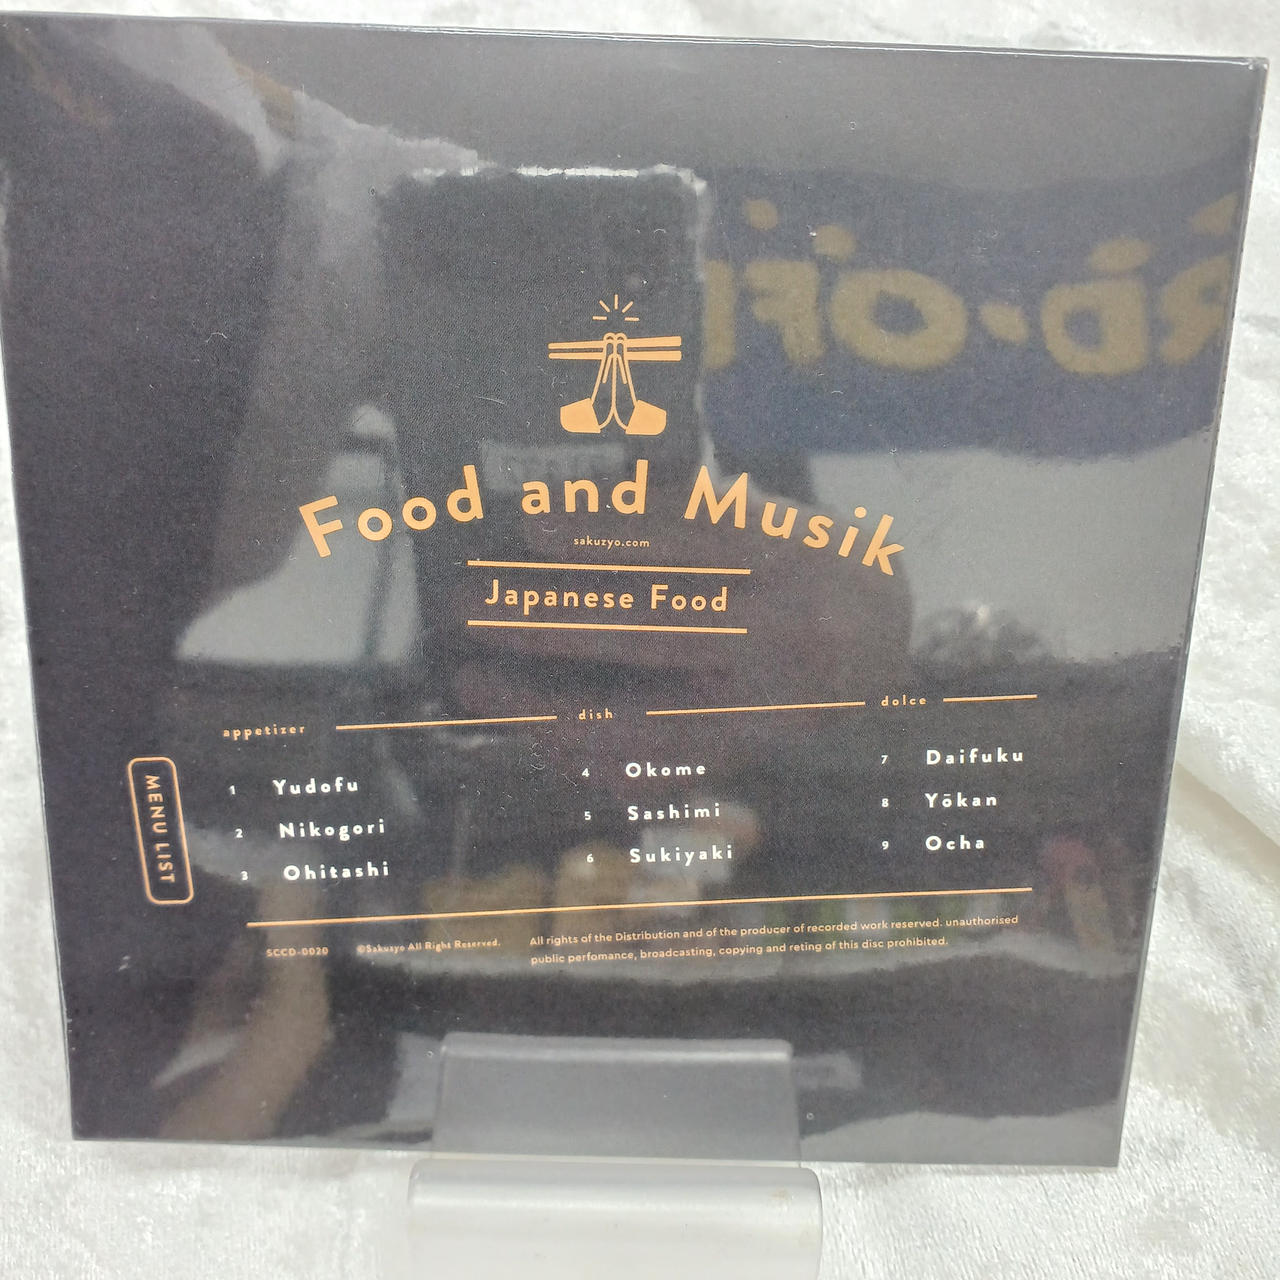 Food and Musik
sakuzyo.com
Japanese Food
appetizer
dish
dolce
MENU LIST
1 Yudofu
2 Nikogori
3 Ohitashi
4 Okome
5 Sashimi
6 Sukiyaki
7 Daifuku
8 Yōkan
9 Ocha
SCCD-0020 ©Sakuzyo All Right Reserved.
All rights of the Distribution and of the producer of recorded work reserved. unauthorised
public perfomance, broadcasting, copying and reting of this disc prohibited.